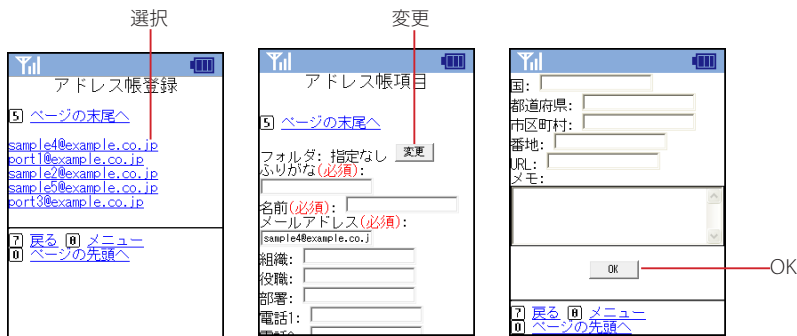 選択
変更
アドレス帳登録
5 ページの末尾へ
sample4@example.co.jp
port1@example.co.jp
sample2@example.co.jp
sample5@example.co.jp
port3@example.co.jp
7 戻る 8 メニュー
0 ページの先頭へ
アドレス帳項目
5 ページの末尾へ
フォルダ: 指定なし 変更
ふりがな(必須):
名前(必須):
メールアドレス(必須):
sample4@example.co.j
組織:
役職:
部署:
電話1:
国:
都道府県:
市区町村:
番地:
URL:
メモ:
OK
OK
7 戻る 8 メニュー
0 ページの先頭へ